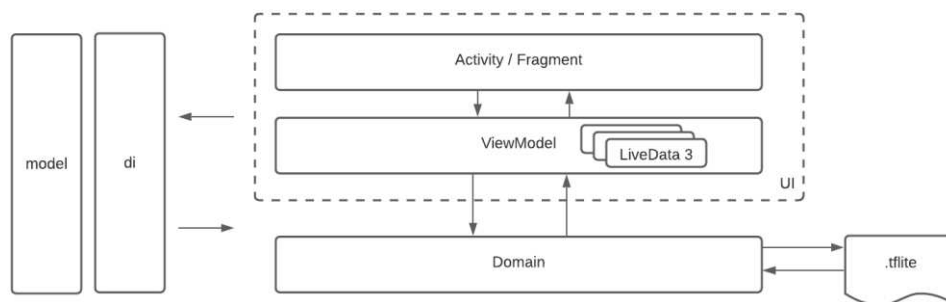 Activity / Fragment
ViewModel
LiveData 3
UI
model
di
Domain
.tflite